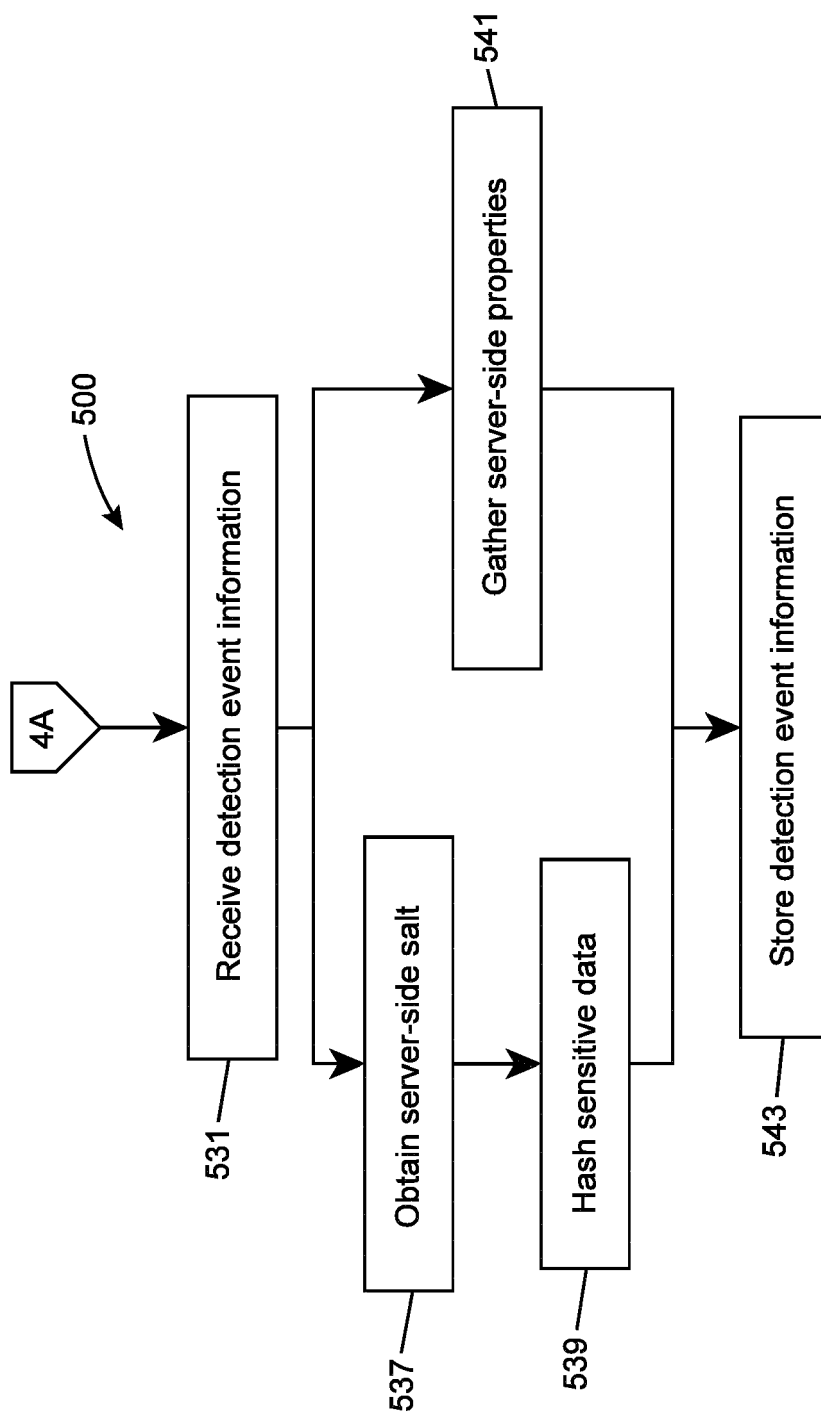 4A
500
Receive detection event information
531
Obtain server-side salt
537
Gather server-side properties
541
Hash sensitive data
539
Store detection event information
543